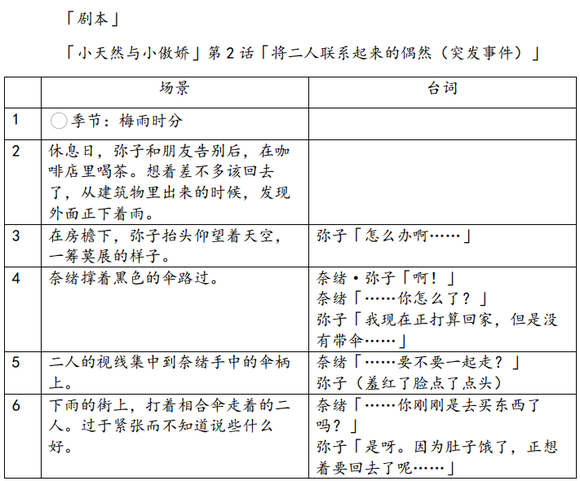 「剧本」
「小天然与小傲娇」第2话「将二人联系起来的偶然（突发事件）」
场景
台词
1
季节：梅雨时分
2
休息日，弥子和朋友告别后，在咖
啡店里喝茶。想着差不多该回去
了，从建筑物里出来的时候，发现
外面正下着雨。
3
在房檐下，弥子抬头仰望着天空，
一筹莫展的样子。
弥子「怎么办啊……」
4
奈绪撑着黑色的伞路过。
奈绪·弥子「啊！」
奈绪「……你怎么了？」
弥子「我现在正打算回家，但是没
有带伞……」
5
二人的视线集中到奈绪手中的伞柄
上。
奈绪「……要不要一起走？」
弥子（羞红了脸点了点头）
6
下雨的街上，打着相合伞走着的二
人。过于紧张而不知道说些什么
好。
奈绪「……你刚刚是去买东西了
吗？」
弥子「是呀。因为肚子饿了，正想
着要回去了呢……」